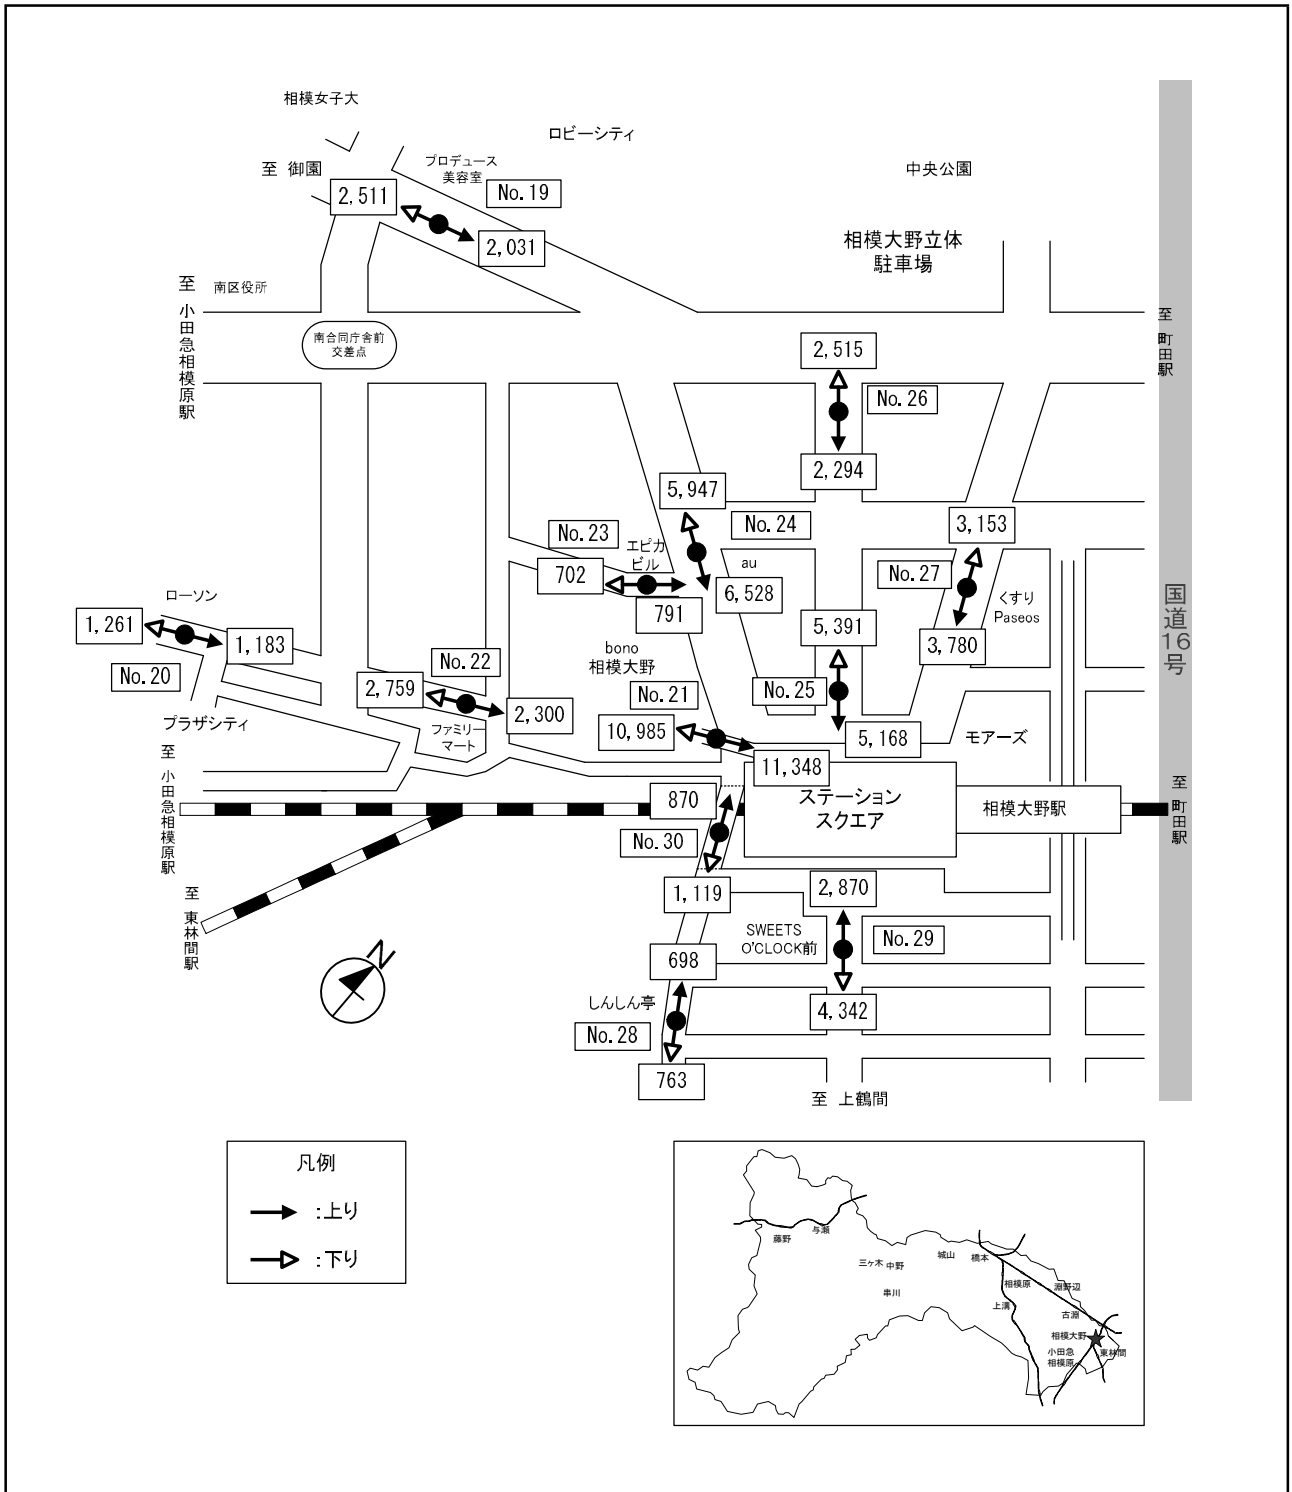 相模女子大
ロビーシティ
至 御園
プロデュース
美容室
No.19
中央公園
2,511
2,031
相模大野立体
駐車場
至 小田急相模原駅
南区役所
南合同庁舎前
交差点
至 町田駅
2,515
No.26
2,294
5,947
No.24
3,153
No.23
エピカ
ビル
702
791
au
6,528
No.27
くすり
Paseos
3,780
国道16号
ローソン
1,261
1,183
No.20
プラザシティ
No.22
2,759
2,300
ファミリー
マート
bono
相模大野
No.21
10,985
11,348
5,391
No.25
5,168
モアーズ
至 小田急相模原駅
870
ステーション
スクエア
相模大野駅
至 町田駅
No.30
1,119
至 東林間駅
2,870
SWEETS
O'CLOCK前
No.29
698
4,342
N
しんしん亭
No.28
763
至 上鶴間
凡例
:上り
:下り
藤野
与瀬
三ヶ木
中野
串川
城山
橋本
相模原
上溝
淵野辺
古淵
相模大野
小田急
相模原
東林間